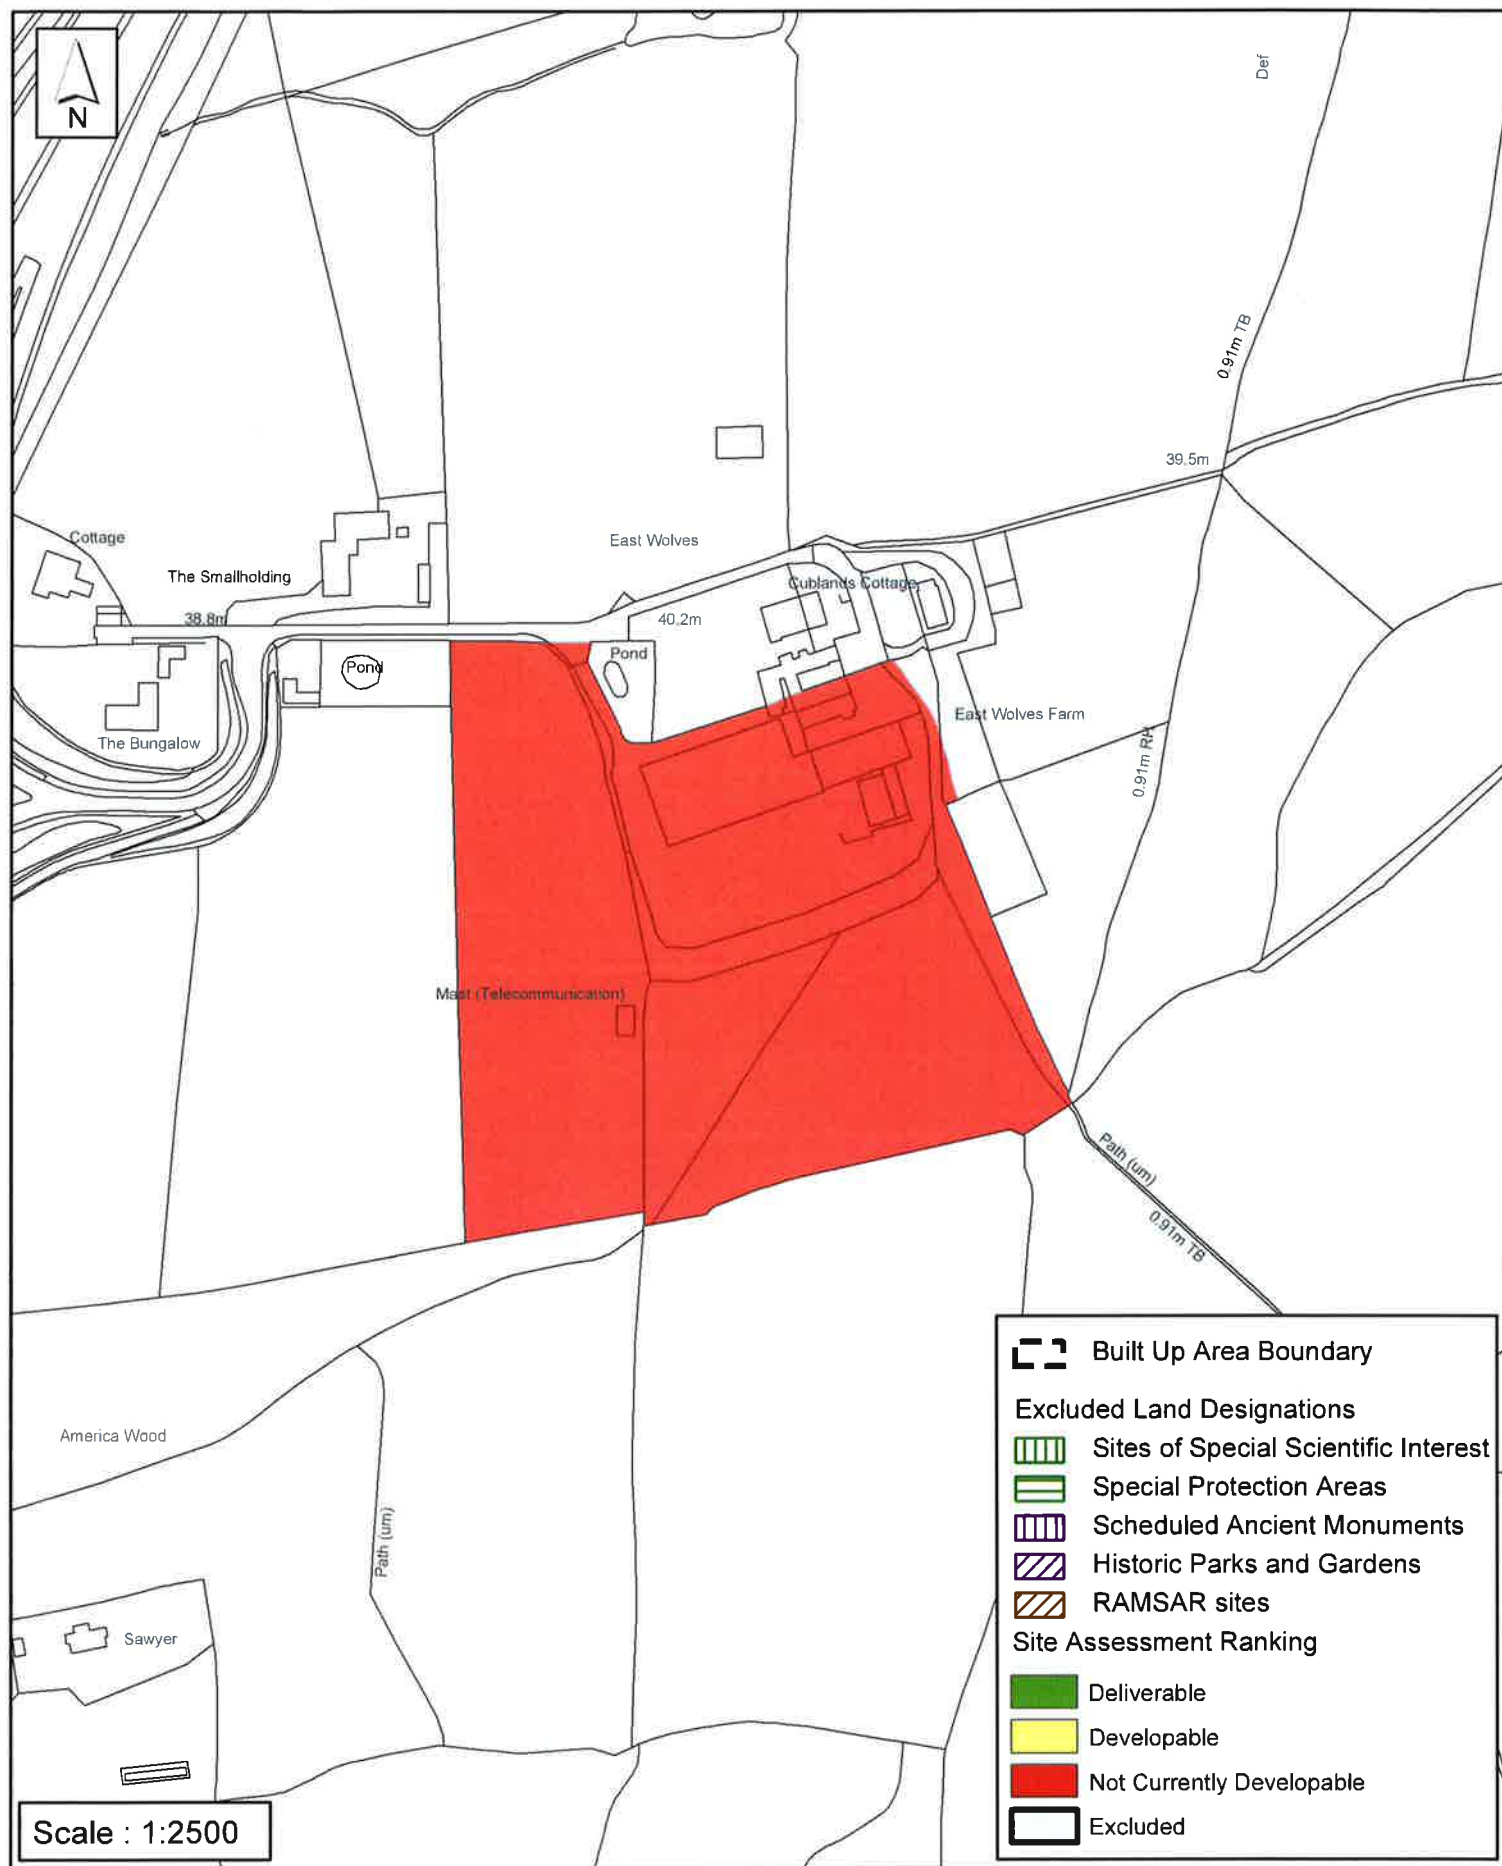 N
Def
0.91m TB
39.5m
Cottage
East Wolves
The Smallholding
Cublands Cottage
38.8m
40.2m
Pond
Pond
East Wolves Farm
The Bungalow
0.91m RH
Mast (Telecommunication)
Path (um)
0.91m TB
America Wood
Path (um)
Sawyer
Built Up Area Boundary
Excluded Land Designations
Sites of Special Scientific Interest
Special Protection Areas
Scheduled Ancient Monuments
Historic Parks and Gardens
RAMSAR sites
Site Assessment Ranking
Deliverable
Developable
Not Currently Developable
Excluded
Scale : 1:2500